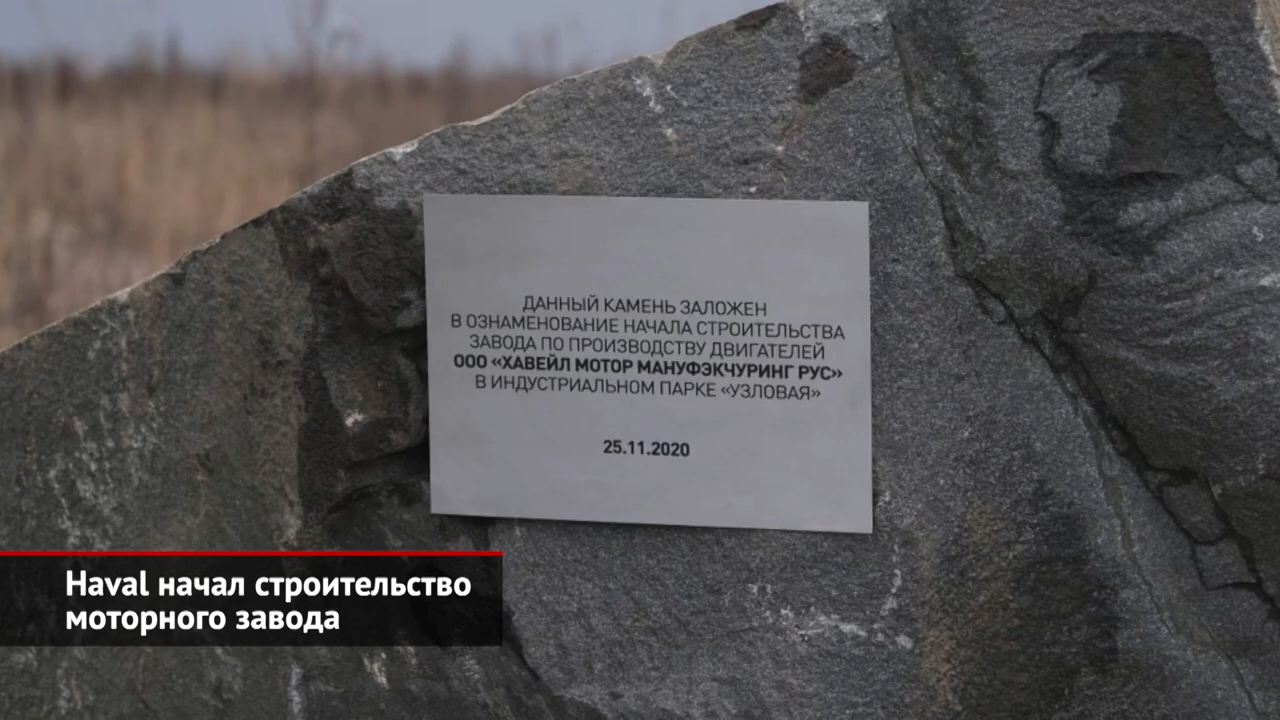 ДАННЫЙ КАМЕНЬ ЗАЛОЖЕН
В ОЗНАМЕНОВАНИЕ НАЧАЛА СТРОИТЕЛЬСТВА
ЗАВОДА ПО ПРОИЗВОДСТВУ ДВИГАТЕЛЕЙ
ООО «ХАВЕЙЛ МОТОР МАНУФЭКЧУРИНГ РУС»
В ИНДУСТРИАЛЬНОМ ПАРКЕ «УЗЛОВАЯ»
25.11.2020
Haval начал строительство
моторного завода